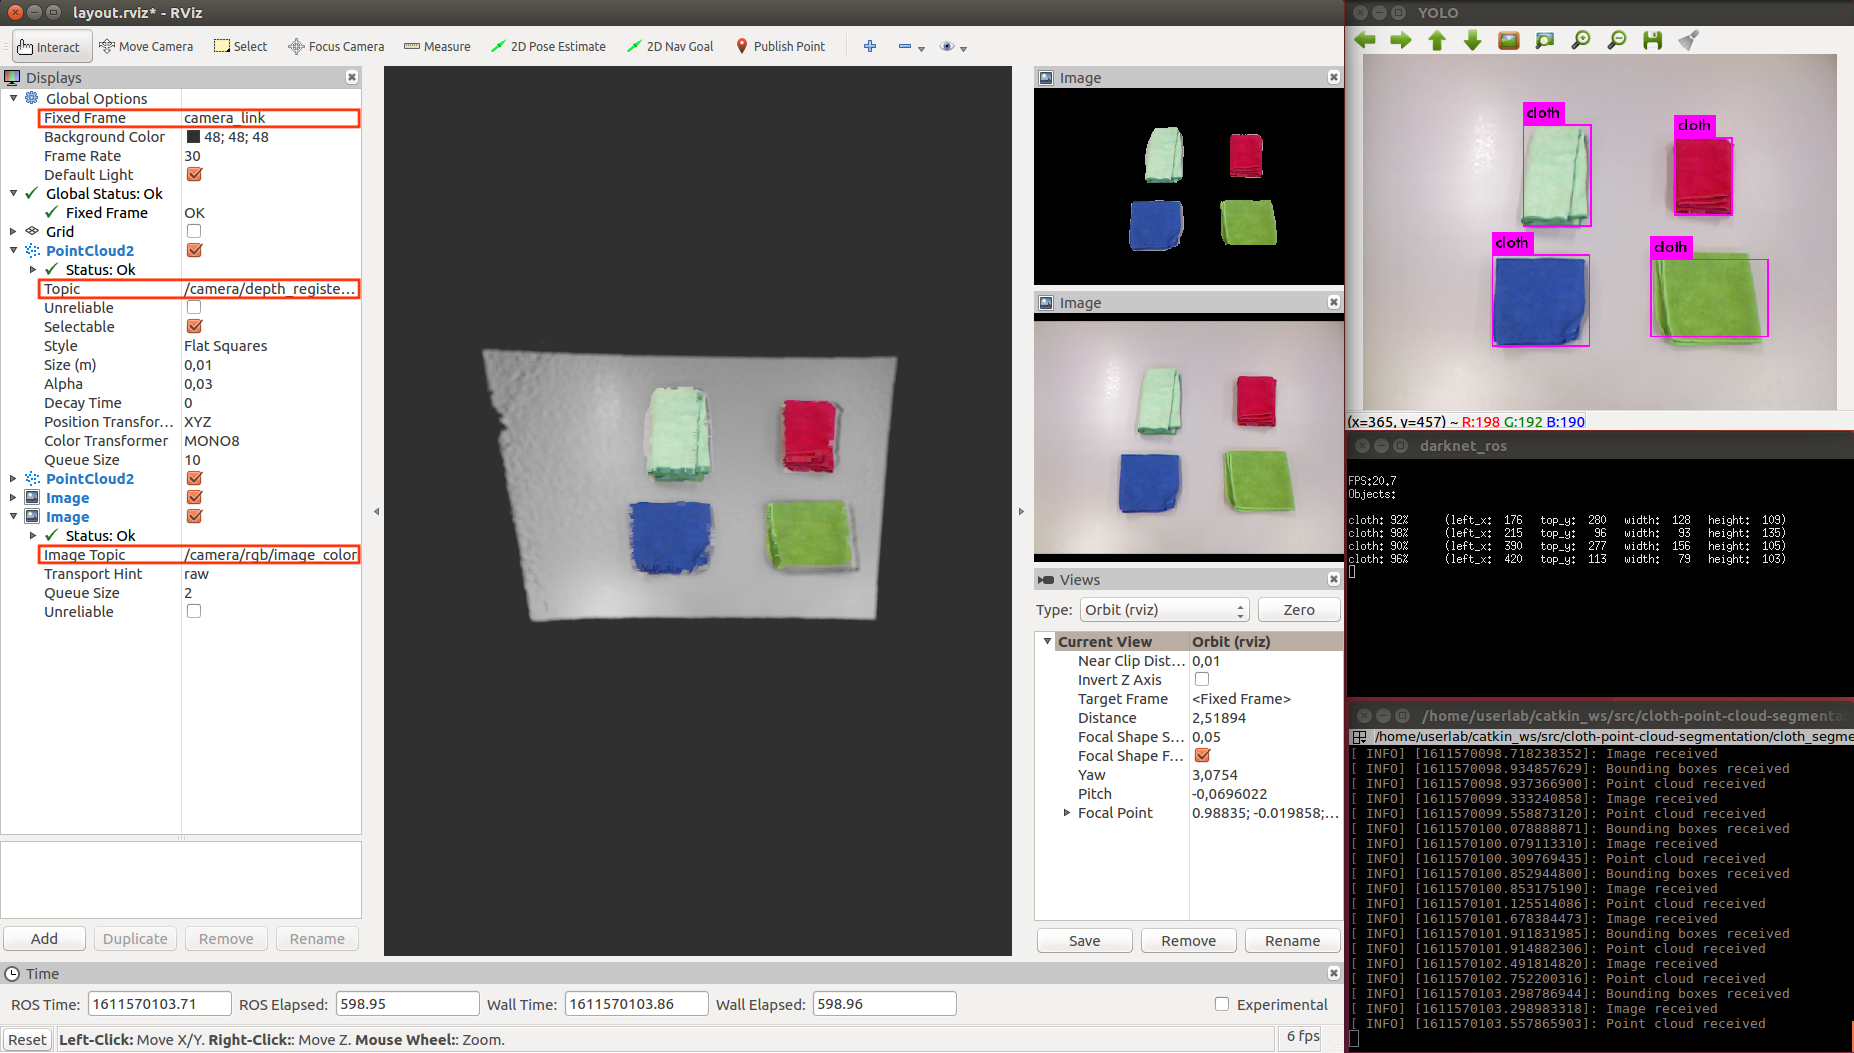 layout.rviz* - RViz
Interact Move Camera Select Focus Camera Measure 2D Pose Estimate 2D Nav Goal Publish Point
Displays
Global Options
Fixed Frame camera_link
Background Color 48; 48; 48
Frame Rate 30
Default Light
Global Status: Ok
Fixed Frame OK
Grid
PointCloud2
Status: Ok
Topic /camera/depth_registe...
Unreliable
Selectable
Style Flat Squares
Size (m) 0,01
Alpha 0,03
Decay Time 0
Position Transfor... XYZ
Color Transformer MONO8
Queue Size 10
PointCloud2
Image
Image
Status: Ok
Image Topic /camera/rgb/image_color
Transport Hint raw
Queue Size 2
Unreliable
Add Duplicate Remove Rename
Image
Image
Views
Type: Orbit (rviz) Zero
Current View Orbit (rviz)
Near Clip Dist... 0,01
Invert Z Axis
Target Frame <Fixed Frame>
Distance 2,51894
Focal Shape S... 0,05
Focal Shape F...
Yaw 3,0754
Pitch -0,0696022
Focal Point 0.98835; -0.019858;...
Save Remove Rename
Time
ROS Time: 1611570103.71 ROS Elapsed: 598.95 Wall Time: 1611570103.86 Wall Elapsed: 598.96 Experimental
Reset Left-Click: Move X/Y. Right-Click:: Move Z. Mouse Wheel:: Zoom. 6 fps
YOLO
cloth
cloth
cloth
cloth
(x=365, y=457) ~ R:198 G:192 B:190
darknet_ros
FPS:20.7
Objects:
cloth: 92% (left_x: 176 top_y: 280 width: 128 height: 109)
cloth: 98% (left_x: 215 top_y: 96 width: 93 height: 135)
cloth: 90% (left_x: 390 top_y: 277 width: 156 height: 105)
cloth: 96% (left_x: 420 top_y: 113 width: 79 height: 103)
/home/userlab/catkin_ws/src/cloth-point-cloud-segmenta
/home/userlab/catkin_ws/src/cloth-point-cloud-segmentation/cloth_segme
[ INFO] [1611570098.718238352]: Image received
[ INFO] [1611570098.934857629]: Bounding boxes received
[ INFO] [1611570098.937366900]: Point cloud received
[ INFO] [1611570099.333240858]: Image received
[ INFO] [1611570099.558873120]: Point cloud received
[ INFO] [1611570100.078888871]: Bounding boxes received
[ INFO] [1611570100.079113310]: Image received
[ INFO] [1611570100.309769435]: Point cloud received
[ INFO] [1611570100.852944800]: Bounding boxes received
[ INFO] [1611570100.853175190]: Image received
[ INFO] [1611570101.125514086]: Point cloud received
[ INFO] [1611570101.678384473]: Image received
[ INFO] [1611570101.911831985]: Bounding boxes received
[ INFO] [1611570101.914882306]: Point cloud received
[ INFO] [1611570102.491814820]: Image received
[ INFO] [1611570102.752200316]: Point cloud received
[ INFO] [1611570103.298786944]: Bounding boxes received
[ INFO] [1611570103.298983318]: Image received
[ INFO] [1611570103.557865903]: Point cloud received